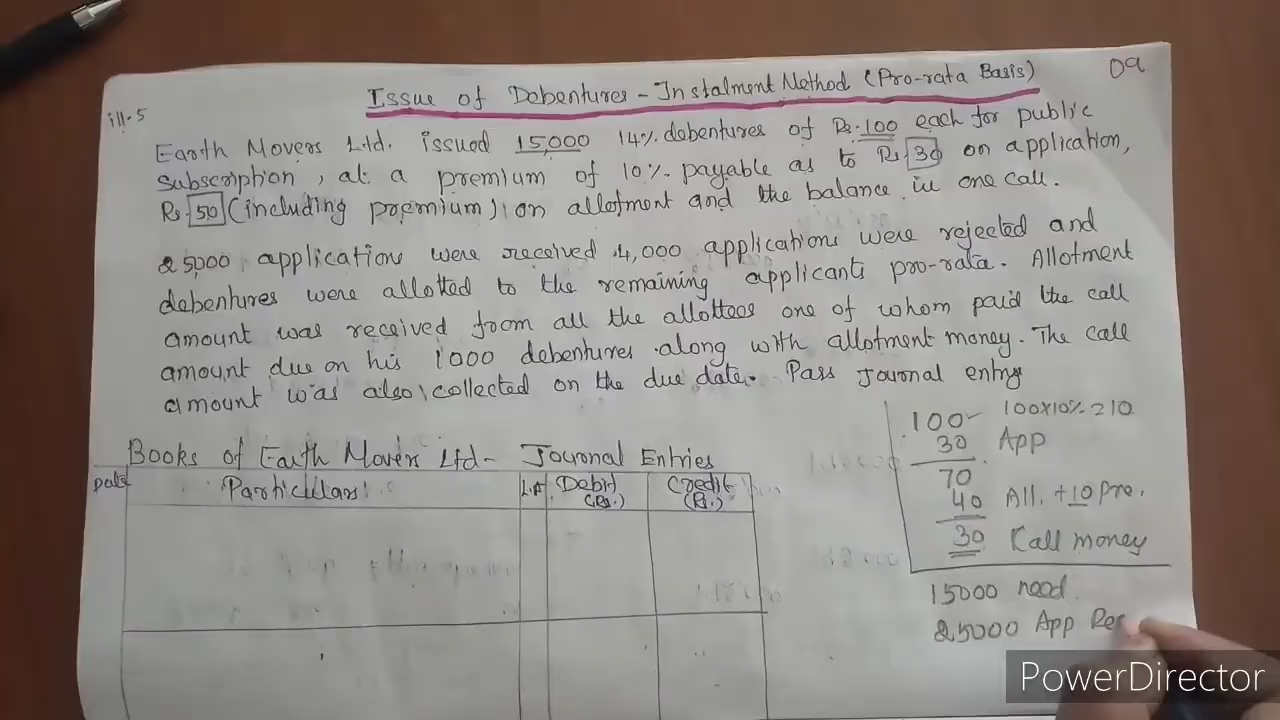 Issue of Debentures - Instalment Method (Pro-rata Basis)
09
ill.5
Earth Movers Ltd. issued 15,000 14% debentures of Rs.100 each for public
subscription, at a premium of 10% payable as to Rs.30 on application,
Rs.50 (including premium) on allotment and the balance in one call.
25000 applications were received 4,000 applications were rejected and
debentures were allotted to the remaining applicants pro-rata. Allotment
amount was received from all the allottees one of whom paid the call
amount due on his 1000 debentures along with allotment money. The call
amount was also collected on the due date. Pass Journal entry
Books of Earth Movers Ltd - Journal Entries
Date Particulars L.F Debit (Rs.) Credit (Rs.)
100 100x10%=10
30 App
70
40 All. +10 pre.
30 Call money
15000 need.
25000 App Re
PowerDirector